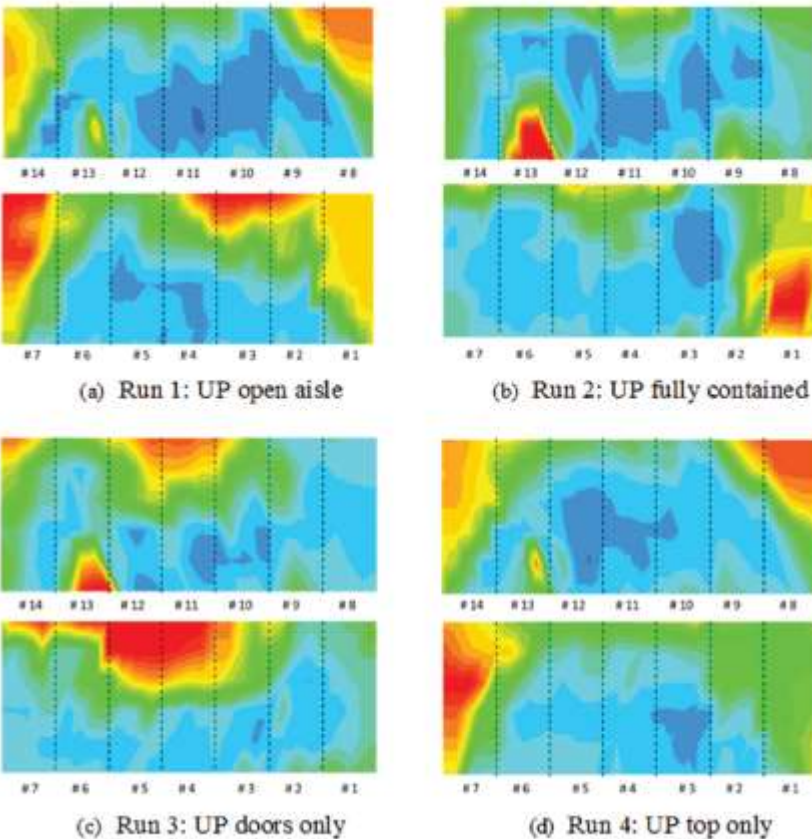 #14 #13 #12 #11 #10 #9 #8 #14 #13 #12 #11 #10 #9 #8
#7 #6 #5 #4 #3 #2 #1 #7 #6 #5 #4 #3 #2 #1
(a) Run 1: UP open aisle (b) Run 2: UP fully contained
#14 #13 #12 #11 #10 #9 #8 #14 #13 #12 #11 #10 #9 #8
#7 #6 #5 #4 #3 #2 #1 #7 #6 #5 #4 #3 #2 #1
(c) Run 3: UP doors only (d) Run 4: UP top only